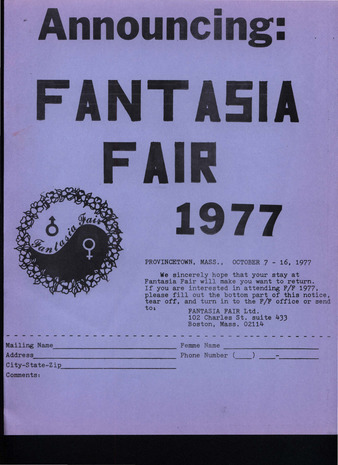 Announcing:
FANTASIA
FAIR
1977
Fantasia Fair
PROVINCETOWN, MASS., OCTOBER 7 - 16, 1977
We sincerely hope that your stay at
Fantasia Fair will make you want to return.
If you are interested in attending F/F 1977,
please fill out the bottom part of this notice,
tear off, and turn in to the F/F office or send
to:
FANTASIA FAIR Ltd.
102 Charles St. suite 433
Boston, Mass. 02114
Mailing Name Femme Name
Address Phone Number ( ) -
City-State-Zip
Comments: